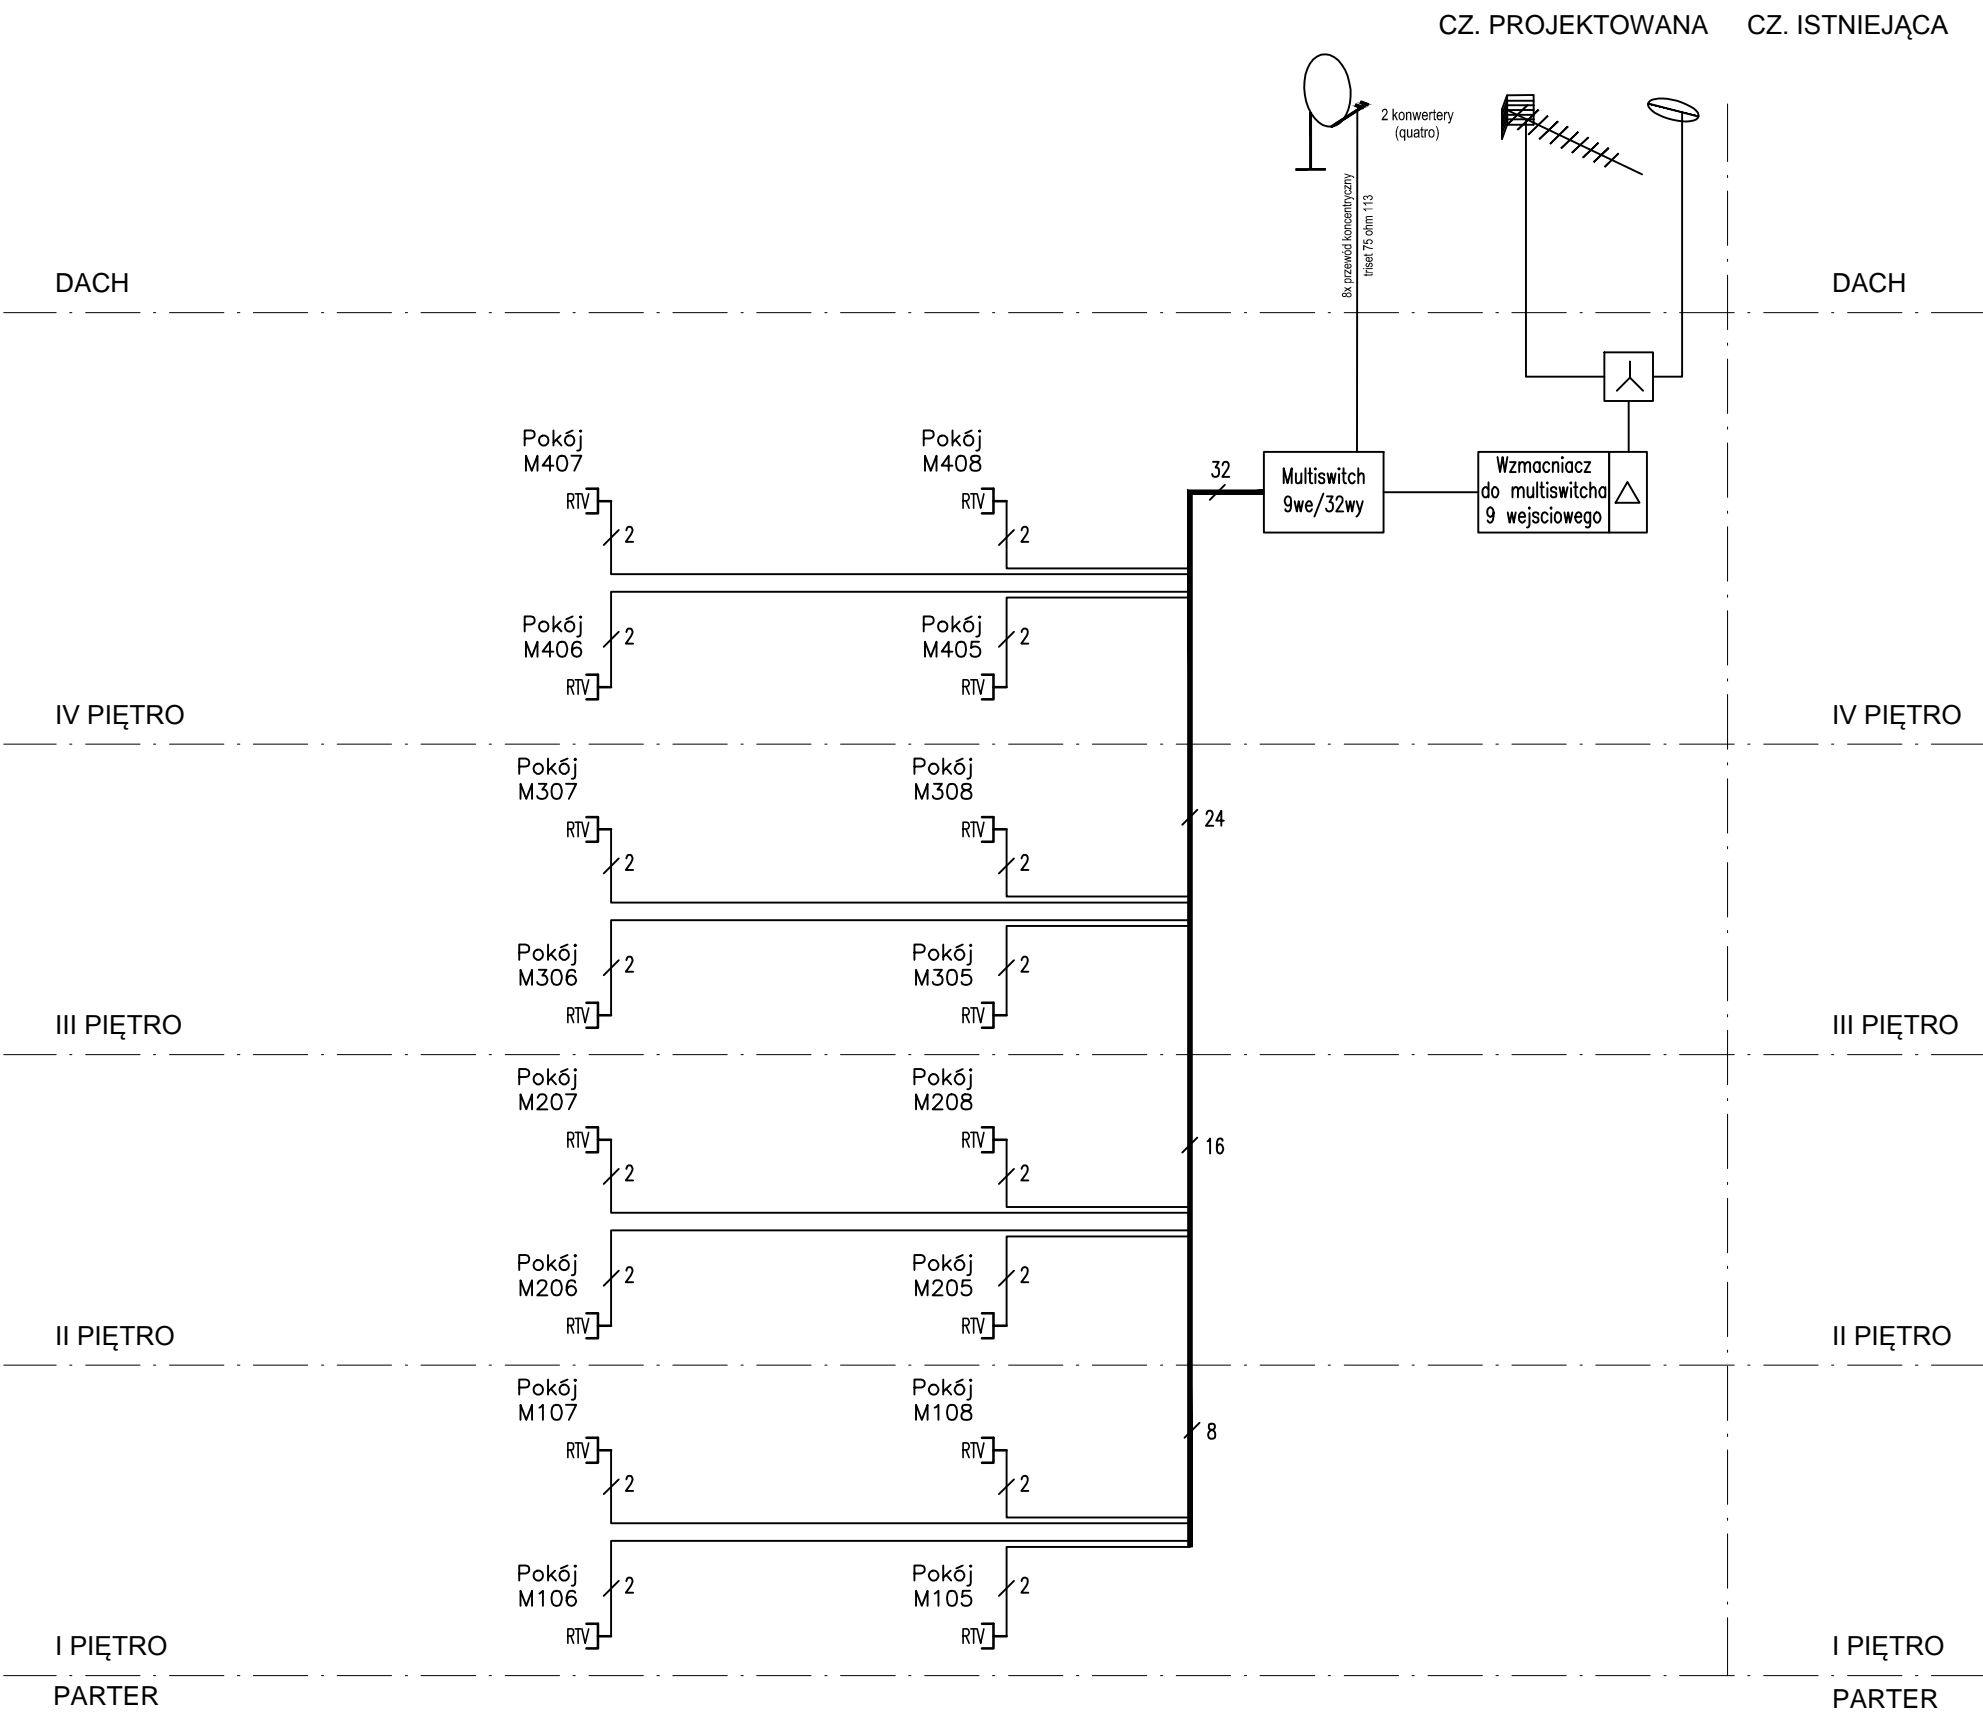 CZ. PROJEKTOWANA
CZ. ISTNIEJĄCA
2 konwertery
(quatro)
8x przewód koncentryczny
triset 75 ohm 113
DACH
DACH
Pokój
M407
RTV
2
Pokój
M408
RTV
2
32
Multiswitch
9we/32wy
Wzmacniacz
do multiswitcha
9 wejsciowego
Pokój
M406
RTV
2
Pokój
M405
RTV
2
IV PIĘTRO
IV PIĘTRO
Pokój
M307
RTV
2
Pokój
M308
RTV
2
24
Pokój
M306
RTV
2
Pokój
M305
RTV
2
III PIĘTRO
III PIĘTRO
Pokój
M207
RTV
2
Pokój
M208
RTV
2
16
Pokój
M206
RTV
2
Pokój
M205
RTV
2
II PIĘTRO
II PIĘTRO
Pokój
M107
RTV
2
Pokój
M108
RTV
2
8
Pokój
M106
RTV
2
Pokój
M105
RTV
2
I PIĘTRO
I PIĘTRO
PARTER
PARTER